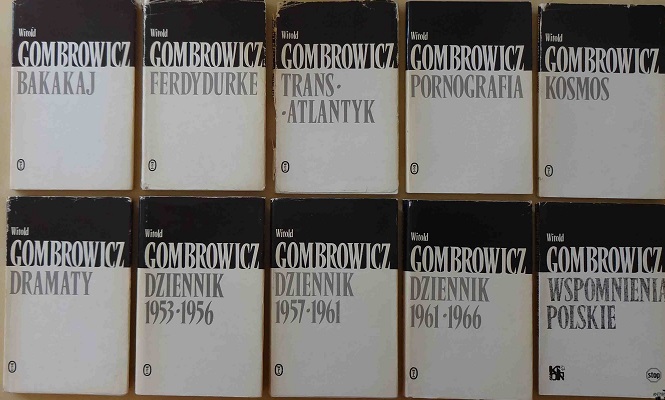 Witold
GOMBROWICZ
BAKAKAJ
Witold
GOMBROWICZ
FERDYDURKE
Witold
GOMBROWICZ
TRANS·
·ATLANTYK
Witold
GOMBROWICZ
PORNOGRAFIA
Witold
GOMBROWICZ
KOSMOS
Witold
GOMBROWICZ
DRAMATY
Witold
GOMBROWICZ
DZIENNIK
1953·1956
Witold
GOMBROWICZ
DZIENNIK
1957·1961
Witold
GOMBROWICZ
DZIENNIK
1961·1966
Witold
GOMBROWICZ
WSPOMNIENIA
POLSKIE
stop